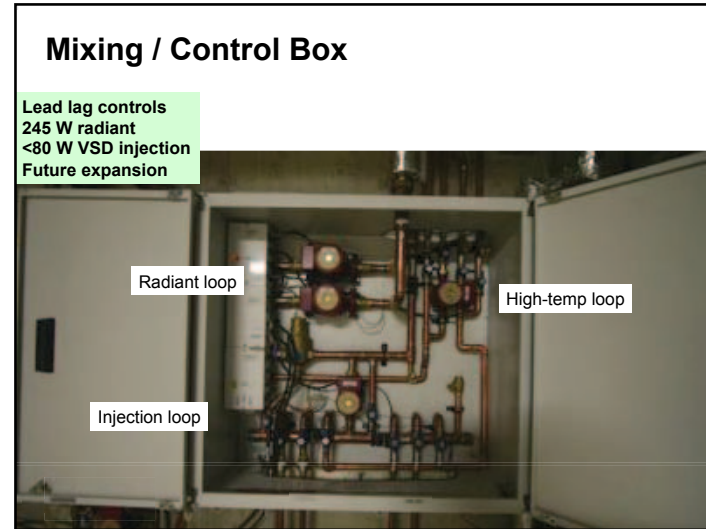 Mixing / Control Box
Lead lag controls
245 W radiant
<80 W VSD injection
Future expansion
Radiant loop
High-temp loop
Injection loop